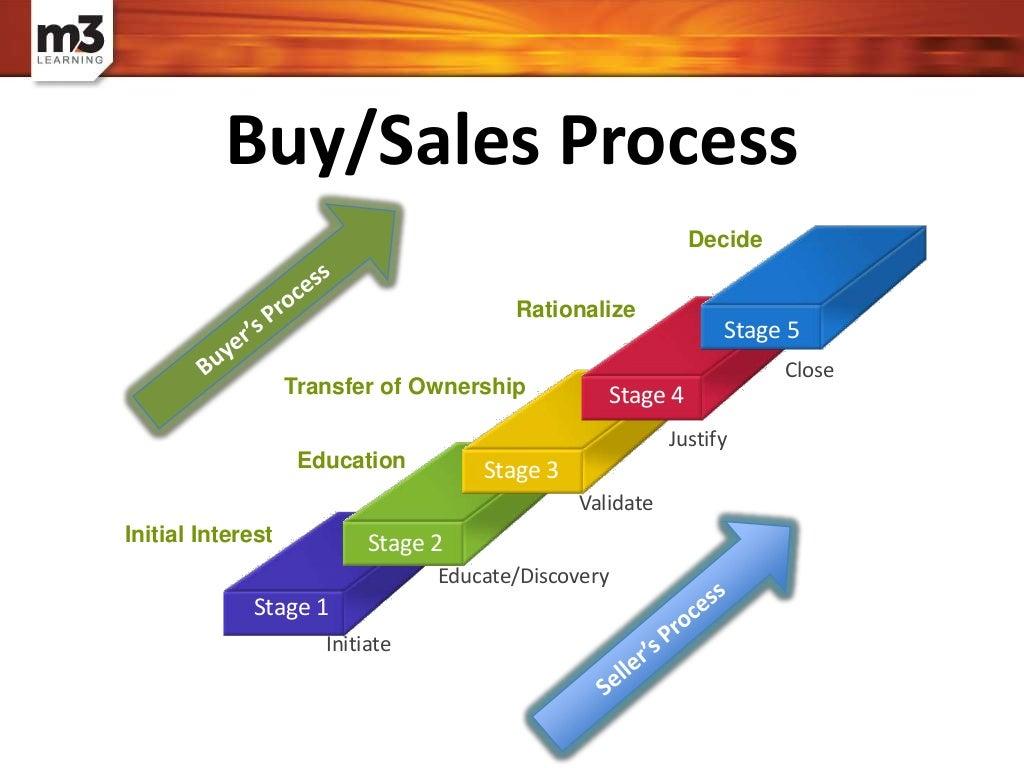 m3
LEARNING
Buy/Sales Process
Buyer's Process
Decide
Rationalize
Stage 5
Close
Transfer of Ownership
Stage 4
Justify
Education
Stage 3
Validate
Initial Interest
Stage 2
Educate/Discovery
Stage 1
Initiate
Seller's Process